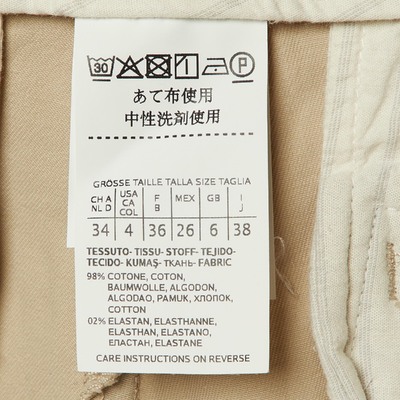 30 P
あて布使用
中性洗剤使用
GRÖSSE TAILLE TALLA SIZE TAGLIA
CH A NL D USA CA COL F B MEX GB I J
34 4 36 26 6 38
TESSUTO- TISSU- STOFF- TEJIDO-
TECIDO- KUMAŞ- ТКАНЬ- FABRIC
98% COTONE, COTON,
BAUMWOLLE, ALGODON,
ALGODAO, PAMUK, ХЛОПОК,
COTTON
02% ELASTAN, ELASTHANNE,
ELASTHAN, ELASTANO,
ЕЛАСТАН, ELASTANE
CARE INSTRUCTIONS ON REVERSE